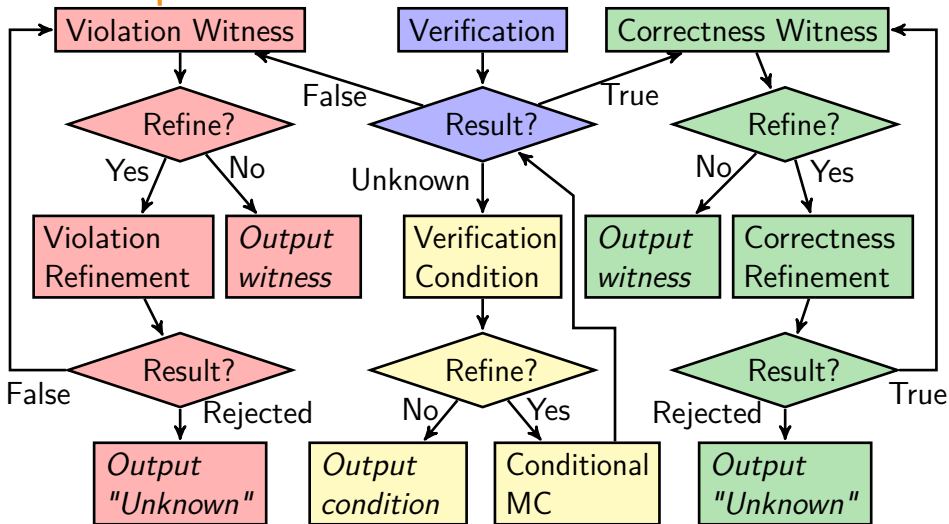 Violation Witness
Verification
Correctness Witness
False
True
Refine?
Result?
Refine?
Yes
No
Unknown
No
Yes
Violation
Refinement
Output
witness
Verification
Condition
Output
witness
Correctness
Refinement
Result?
Refine?
Result?
False
Rejected
No
Yes
Rejected
True
Output
"Unknown"
Output
condition
Conditional
MC
Output
"Unknown"